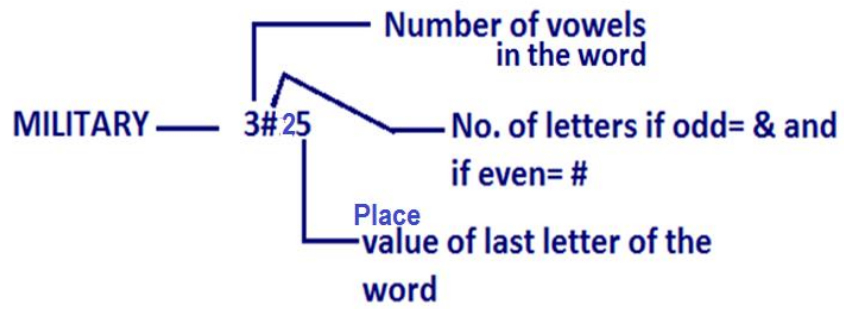 Number of vowels
in the word
MILITARY 3#25
No. of letters if odd= & and
if even= #
Place
value of last letter of the
word